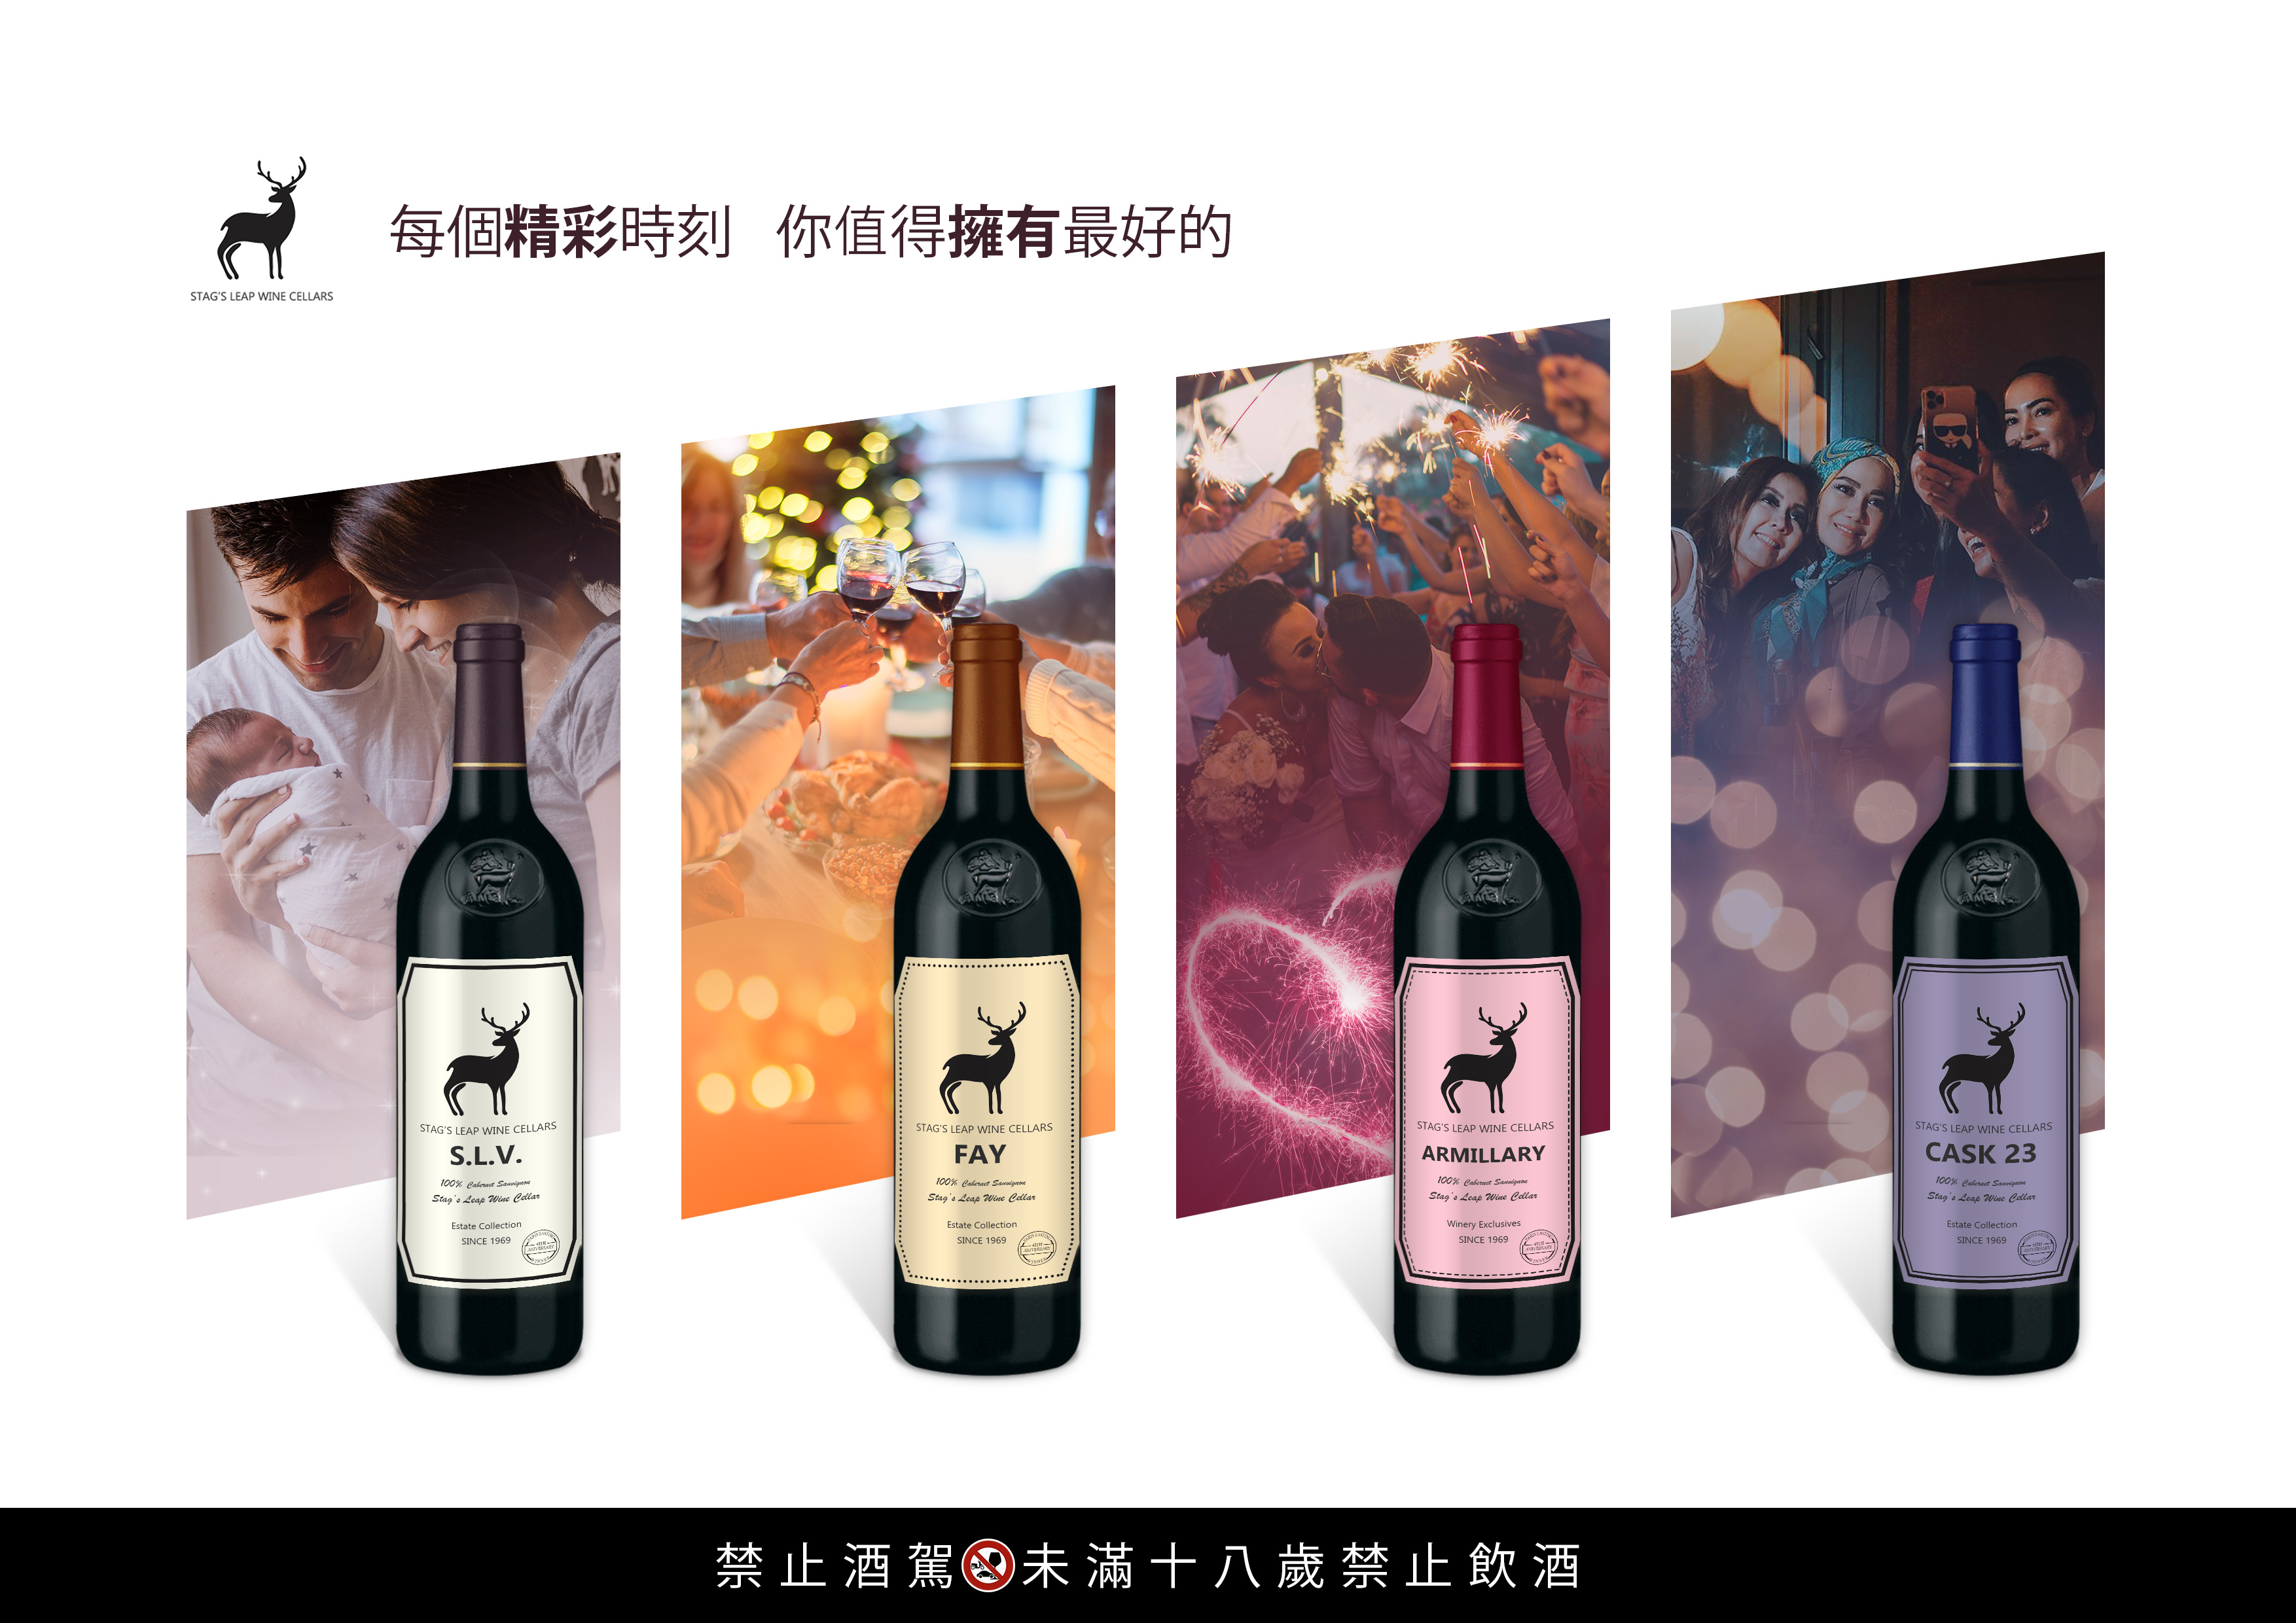 每個精彩時刻 你值得擁有最好的
STAG'S LEAP WINE CELLARS
STAG'S LEAP WINE CELLARS
S.L.V.
100% Cabernet Sauvignon
Stag's Leap Wine Cellar
Estate Collection
SINCE 1969
STAG'S LEAP WINE CELLARS
FAY
100% Cabernet Sauvignon
Stag's Leap Wine Cellar
Estate Collection
SINCE 1969
STAG'S LEAP WINE CELLARS
ARMILLARY
100% Cabernet Sauvignon
Stag's Leap Wine Cellar
Winery Exclusives
SINCE 1969
STAG'S LEAP WINE CELLARS
CASK 23
100% Cabernet Sauvignon
Stag's Leap Wine Cellar
Estate Collection
SINCE 1969
禁止酒駕 未滿十八歲禁止飲酒